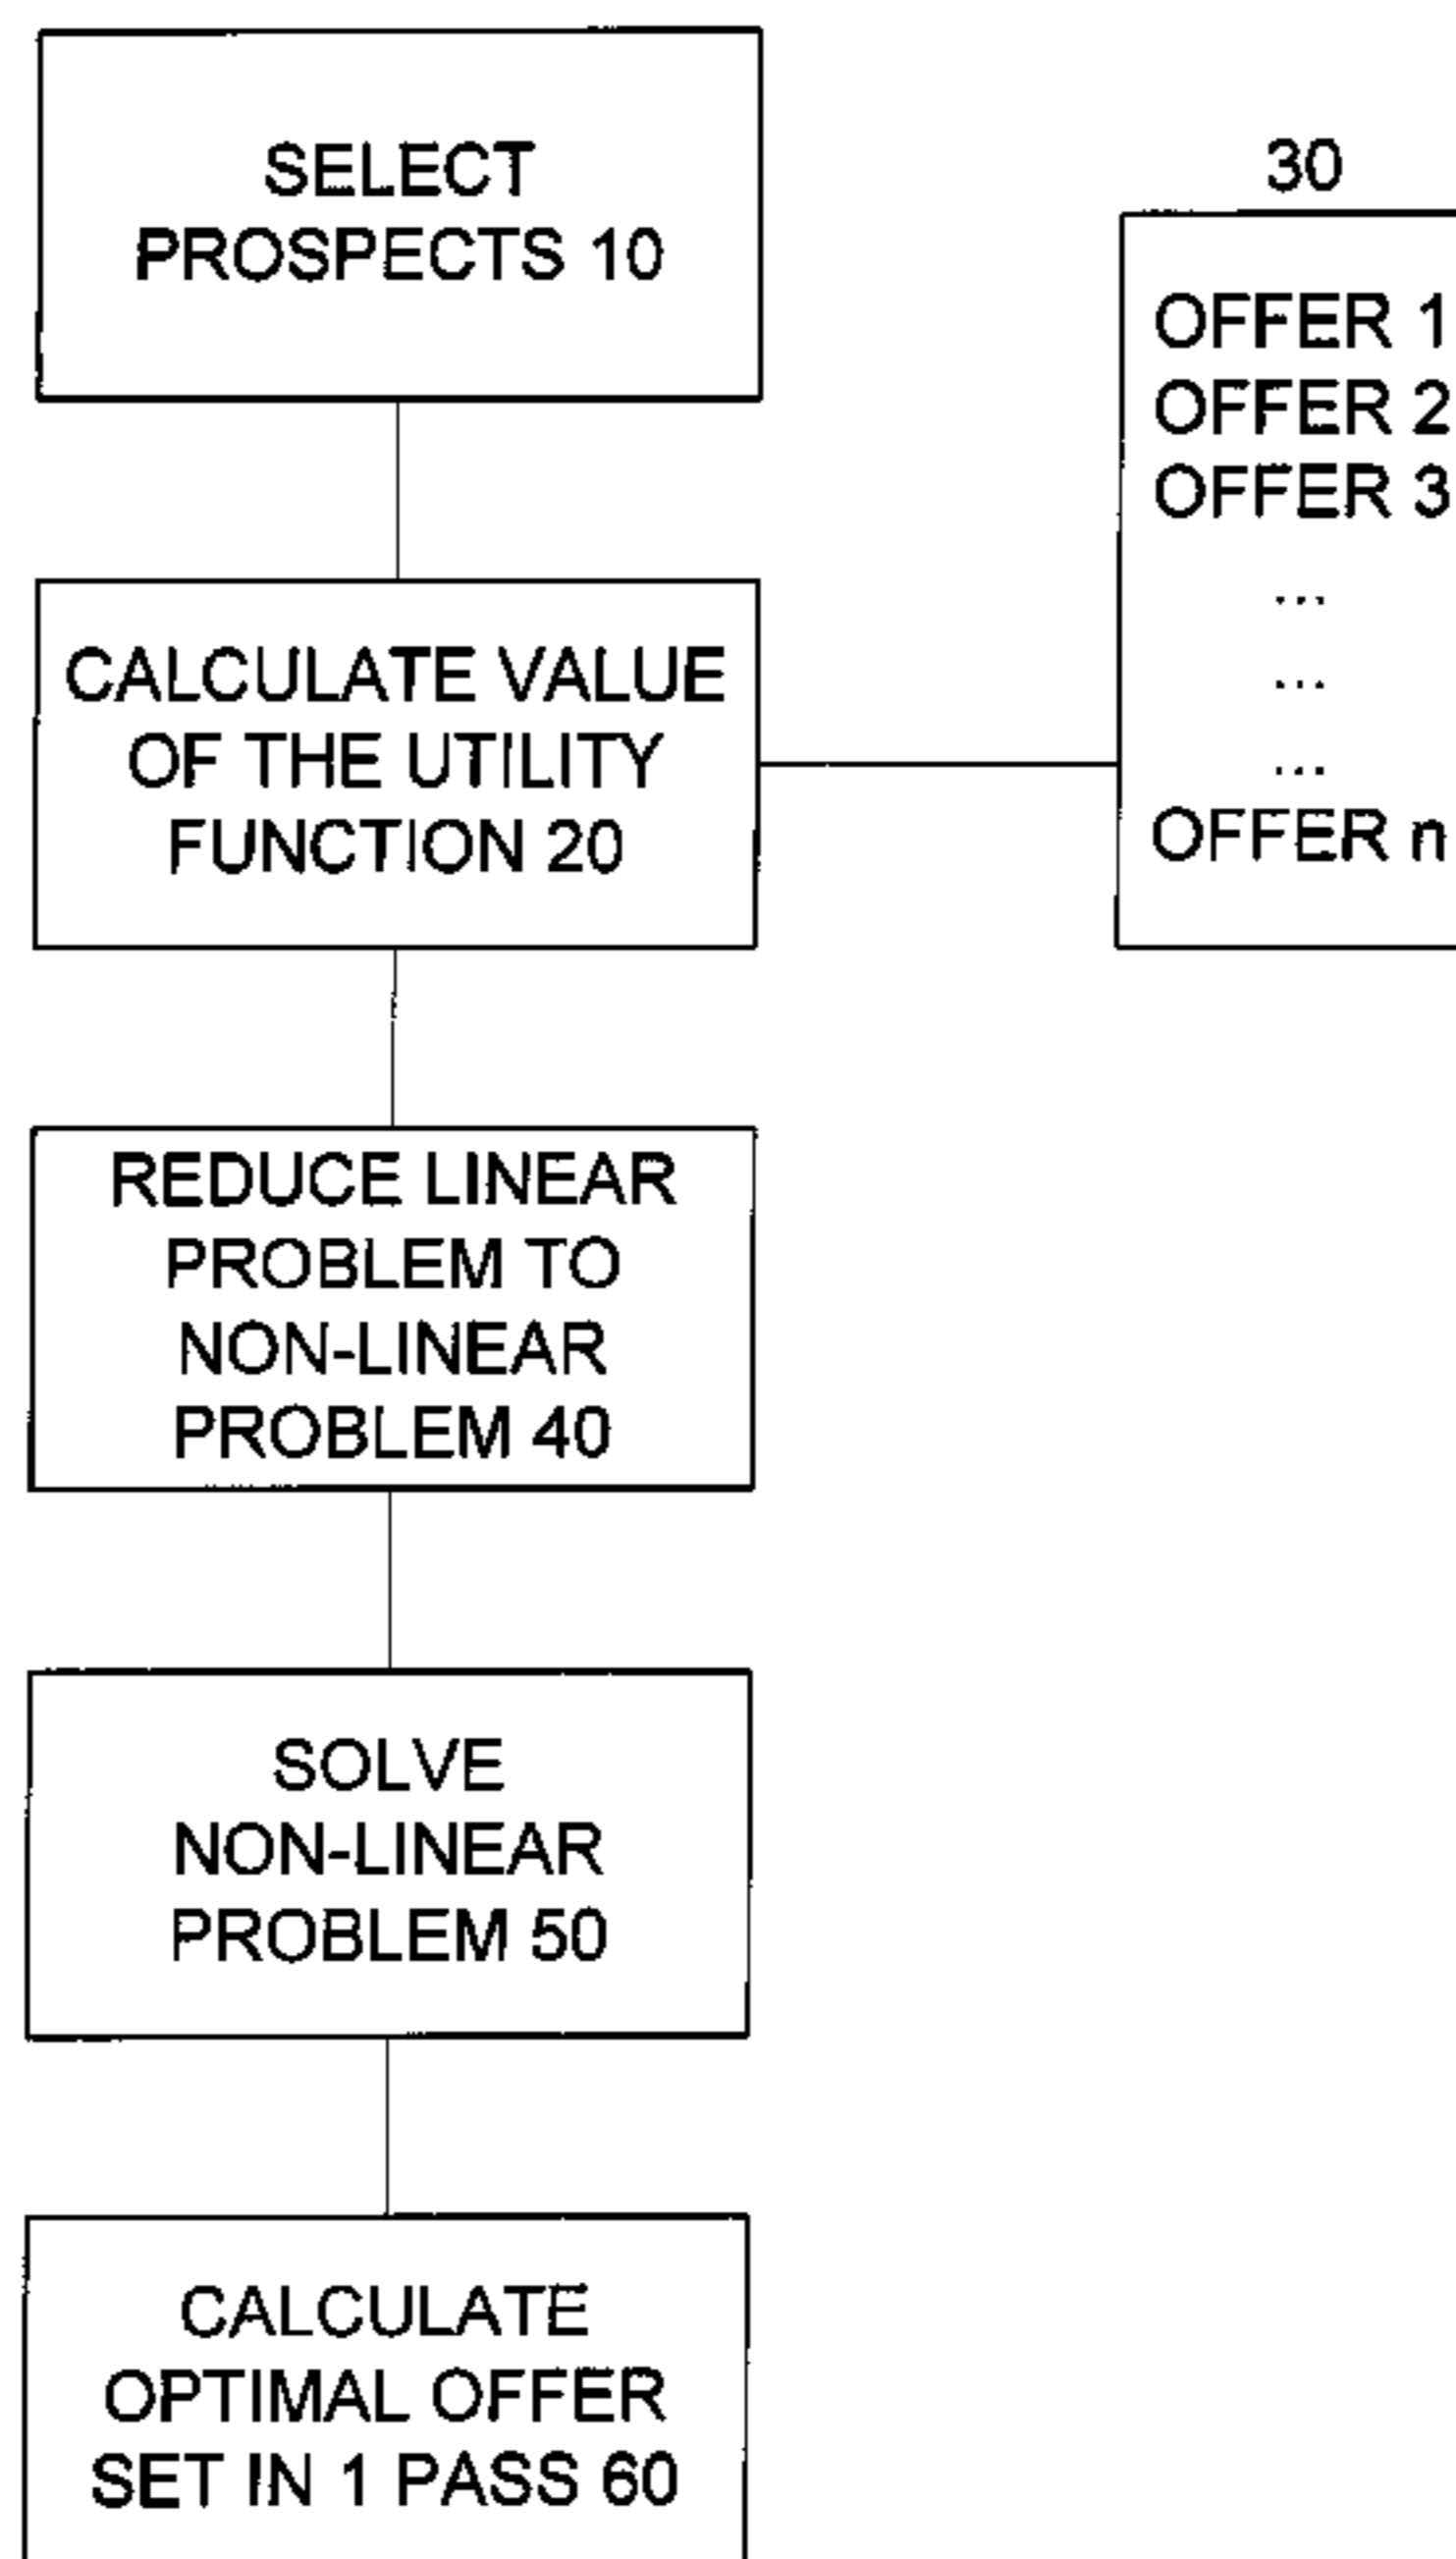 SELECT
PROSPECTS 10
30
OFFER 1
OFFER 2
OFFER 3
...
...
...
OFFER n
CALCULATE VALUE
OF THE UTILITY
FUNCTION 20
REDUCE LINEAR
PROBLEM TO
NON-LINEAR
PROBLEM 40
SOLVE
NON-LINEAR
PROBLEM 50
CALCULATE
OPTIMAL OFFER
SET IN 1 PASS 60